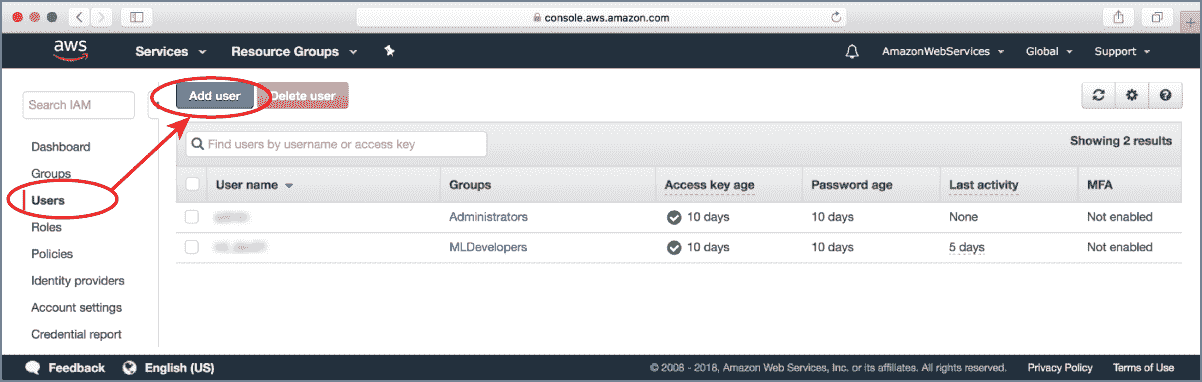 console.aws.amazon.com
aws Services Resource Groups AmazonWebServices Global Support
Search IAM
Dashboard
Groups
Users
Roles
Policies
Identity providers
Account settings
Credential report
Add user Delete user
Find users by username or access key Showing 2 results
User name Groups Access key age Password age Last activity MFA
Administrators 10 days 10 days None Not enabled
MLDevelopers 10 days 10 days 5 days Not enabled
Feedback English (US) © 2008 - 2018, Amazon Web Services, Inc. or its affiliates. All rights reserved. Privacy Policy Terms of Use